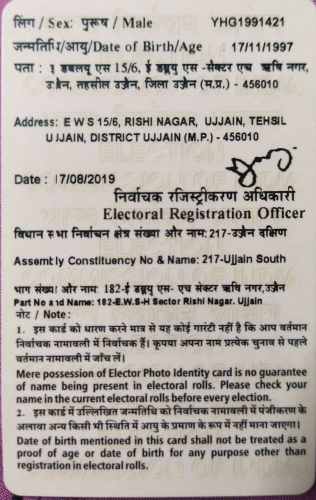 लिंग / Sex: पुरूष / Male YHG1991421
जन्मतिथि/आयु/Date of Birth/Age : 17/11/1997
पता : ई डबल्यू एस 15/6, ई डब्ल्यू एस -सेक्टर एच ऋषि नगर,
उज्जैन, तहसील उज्जैन, जिला उज्जैन (म.प्र.) - 456010
Address: E W S 15/6, RISHI NAGAR, UJJAIN, TEHSIL
UJJAIN, DISTRICT UJJAIN (M.P.) - 456010
Date : 17/08/2019
निर्वाचक रजिस्ट्रीकरण अधिकारी
Electoral Registration Officer
विधान सभा निर्वाचन क्षेत्र संख्या और नाम: 217-उज्जैन दक्षिण
Assembly Constituency No & Name: 217-Ujjain South
भाग संख्या और नाम: 182-ई डब्ल्यू एस- एच सेक्टर ऋषि नगर,उज्जैन
Part No and Name: 182-E.W.S-H Sector Rishi Nagar. Ujjain
नोट / Note:
1. इस कार्ड को धारण करने मात्र से यह कोई गारंटी नहीं है कि आप वर्तमान
निर्वाचक नामावली में निर्वाचक हैं। कृपया अपना नाम प्रत्येक चुनाव से पहले
वर्तमान नामावली में जाँच लें।
Mere possession of Elector Photo Identity card is no guarantee
of name being present in electoral rolls. Please check your
name in the current electoral rolls before every election.
2. इस कार्ड में उल्लिखित जन्मतिथि को निर्वाचक नामावली में पंजीकरण के
अलावा अन्य किसी भी स्थिति में आयु के प्रमाण के रूप में नहीं माना जाएगा।
Date of birth mentioned in this card shall not be treated as a
proof of age or date of birth for any purpose other than
registration in electoral rolls.